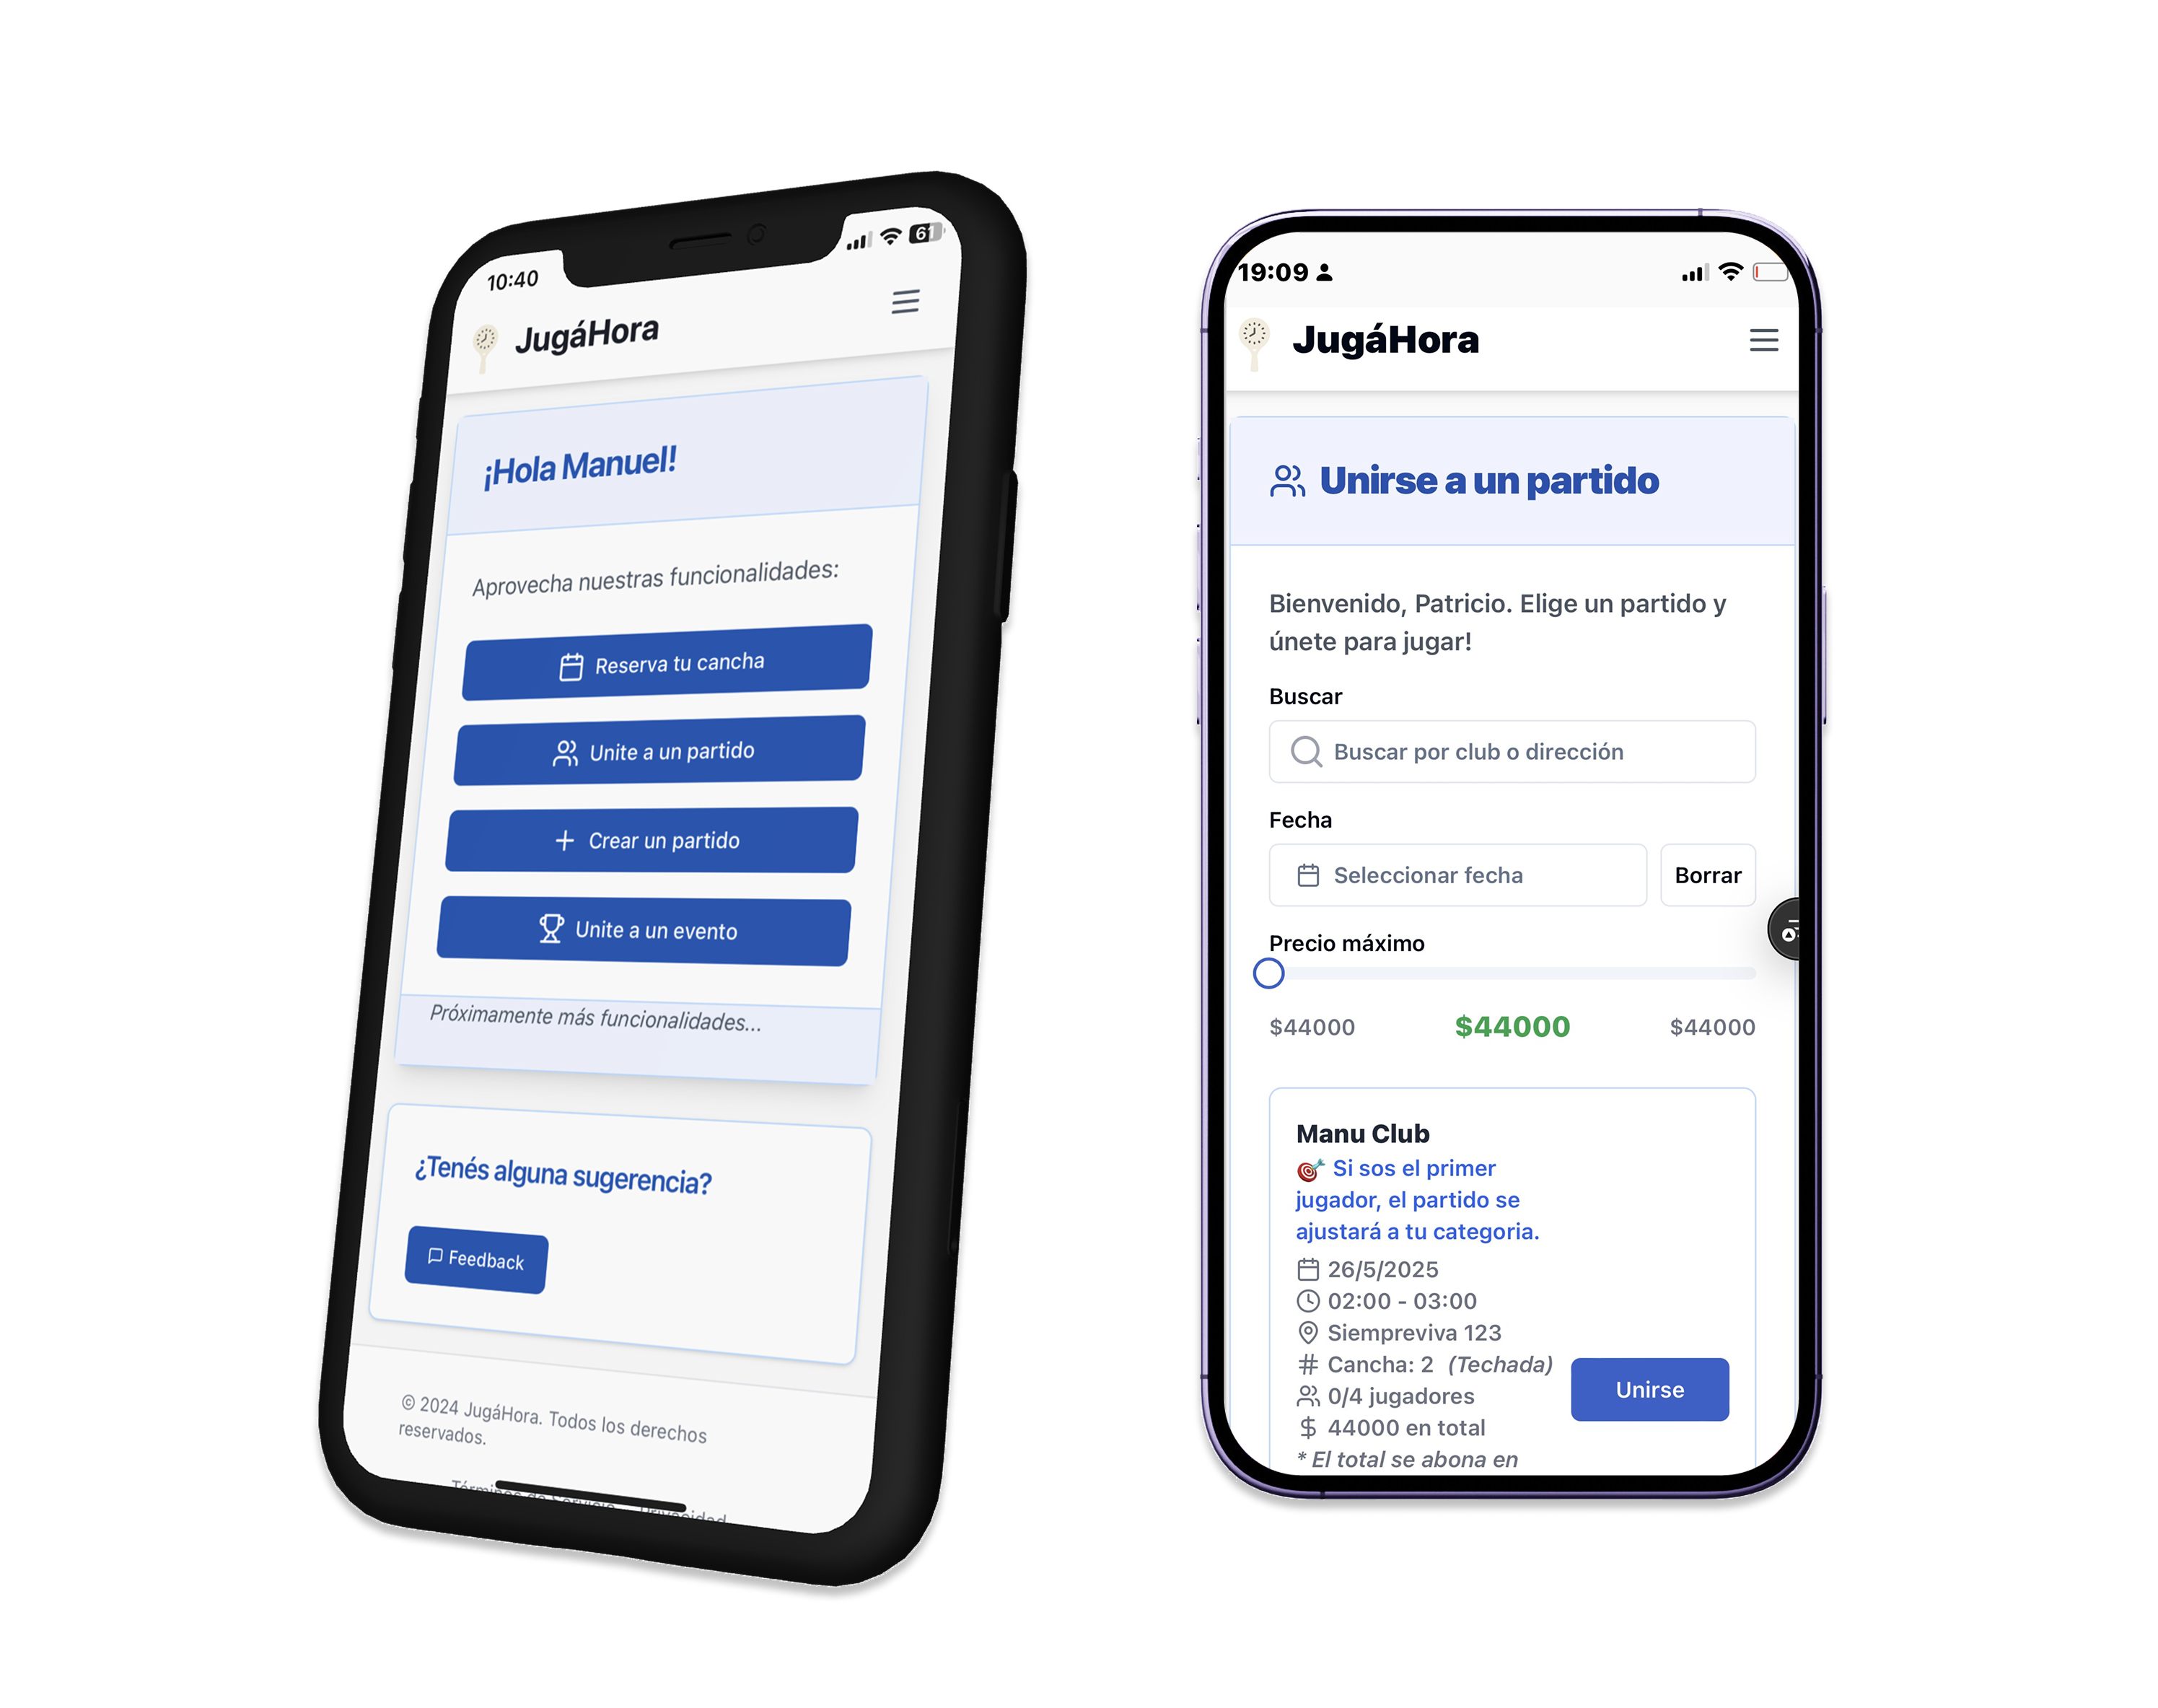 10:40
61
JugáHora
¡Hola Manuel!
Aprovecha nuestras funcionalidades:
Reserva tu cancha
Unite a un partido
Crear un partido
Unite a un evento
Próximamente más funcionalidades...
¿Tenés alguna sugerencia?
Feedback
© 2024 JugáHora. Todos los derechos
reservados.
Términos de Servicio Privacidad
19:09
JugáHora
Unirse a un partido
Bienvenido, Patricio. Elige un partido y
únete para jugar!
Buscar
Buscar por club o dirección
Fecha
Seleccionar fecha
Borrar
Precio máximo
$44000
$44000
$44000
Manu Club
🎯 Si sos el primer
jugador, el partido se
ajustará a tu categoria.
26/5/2025
02:00 - 03:00
Siempreviva 123
# Cancha: 2 (Techada)
0/4 jugadores
$ 44000 en total
Unirse
* El total se abona en